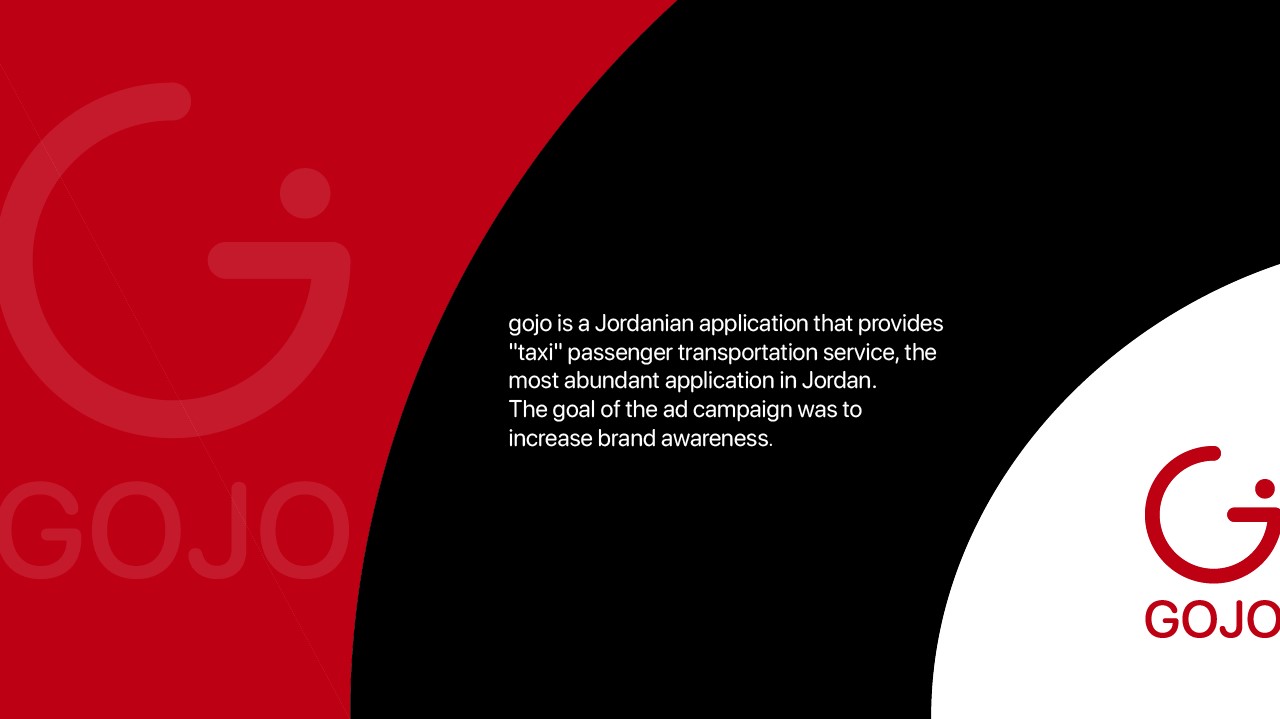 GOJO
gojo is a Jordanian application that provides
"taxi" passenger transportation service, the
most abundant application in Jordan.
The goal of the ad campaign was to
increase brand awareness.
GOJO